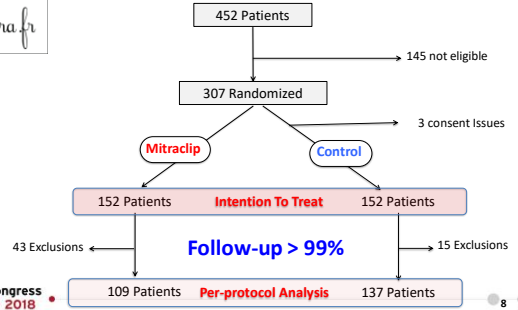 ra.fr
452 Patients
145 not eligible
307 Randomized
3 consent Issues
Mitraclip
Control
152 Patients Intention To Treat 152 Patients
43 Exclusions Follow-up > 99% 15 Exclusions
109 Patients Per-protocol Analysis 137 Patients
ongress
2018
8